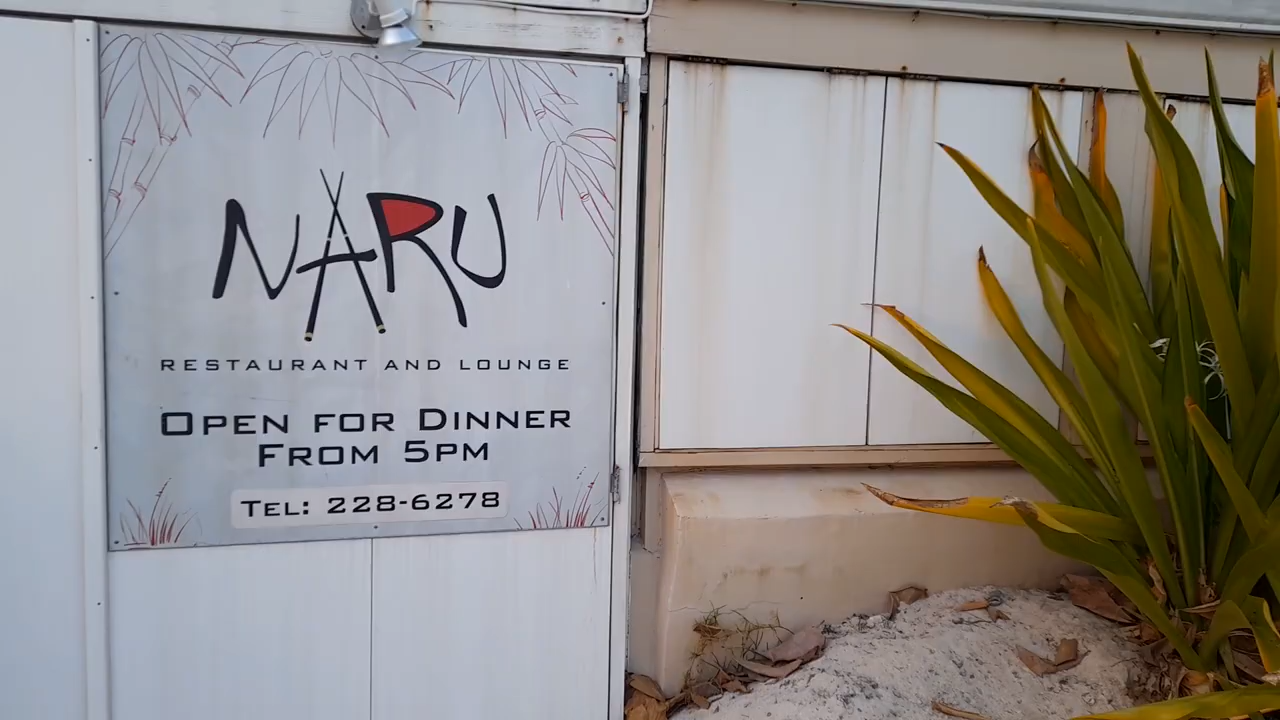 NARU
RESTAURANT AND LOUNGE
OPEN FOR DINNER
FROM 5PM
TEL: 228-6278